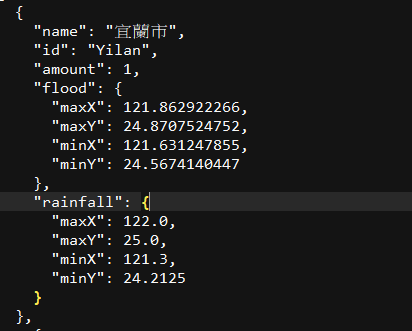 {
"name": "宜蘭市",
"id": "Yilan",
"amount": 1,
"flood": {
"maxX": 121.862922266,
"maxY": 24.8707524752,
"minX": 121.631247855,
"minY": 24.5674140447
},
"rainfall": {
"maxX": 122.0,
"maxY": 25.0,
"minX": 121.3,
"minY": 24.2125
}
},